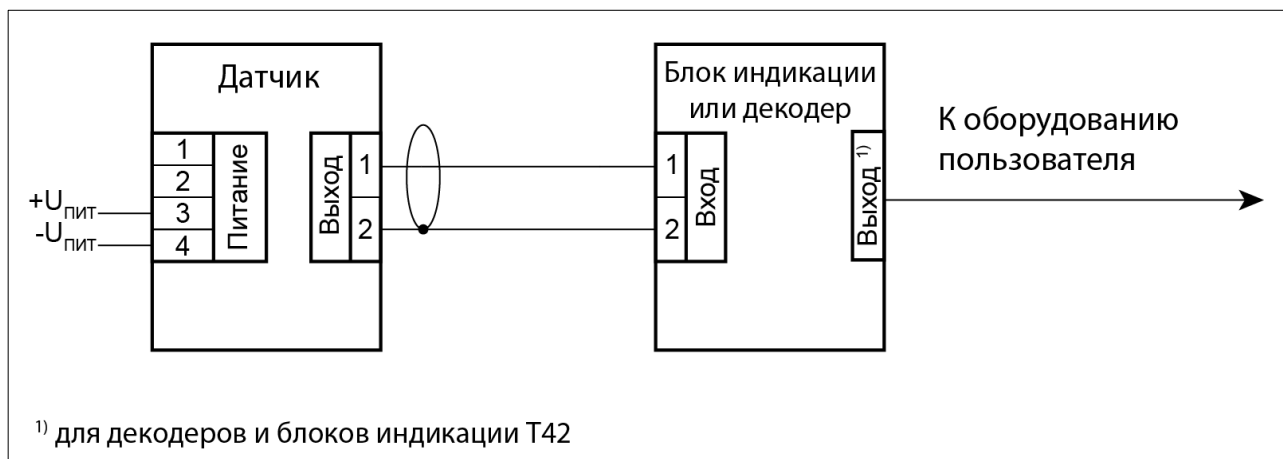 Датчик
1
2
3
4
Питание
+Uпит
-Uпит
Выход
1
2
Блок индикации
или декодер
1
2
Вход
Выход 1)
К оборудованию
пользователя
1) для декодеров и блоков индикации Т42